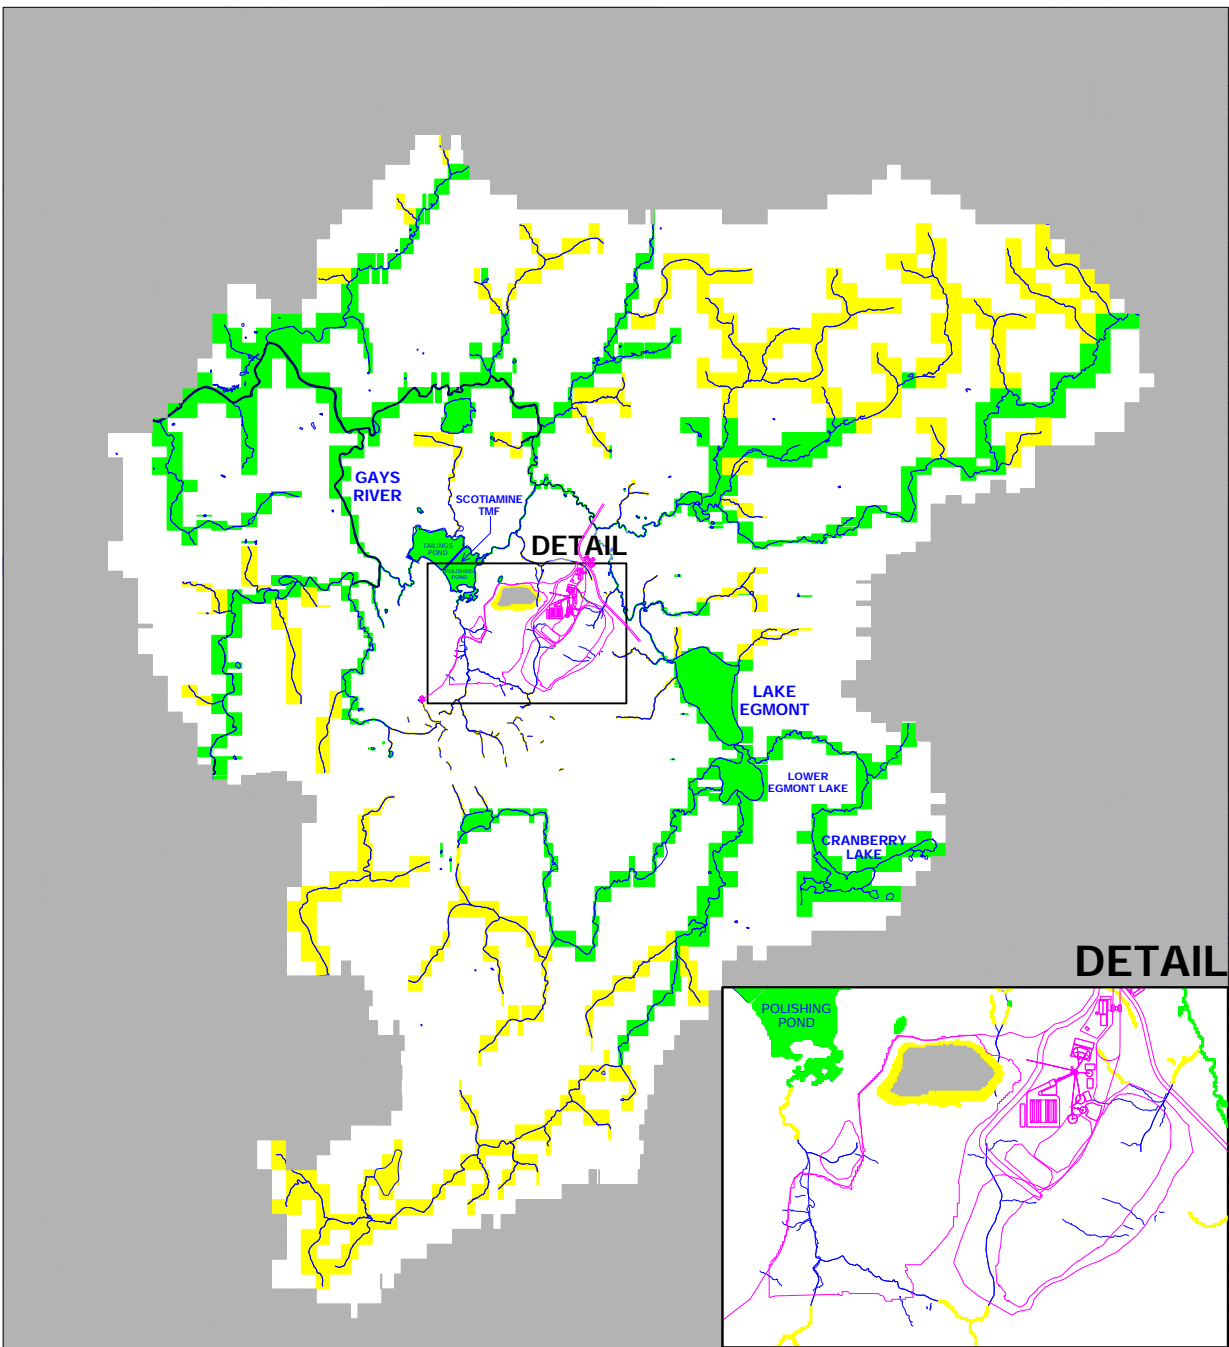 GAYS
RIVER
SCOTIAMINE
TMF
TAILINGS
POND
POLISHING
POND
DETAIL
LAKE
EGMONT
LOWER
EGMONT LAKE
CRANBERRY
LAKE
DETAIL
POLISHING
POND